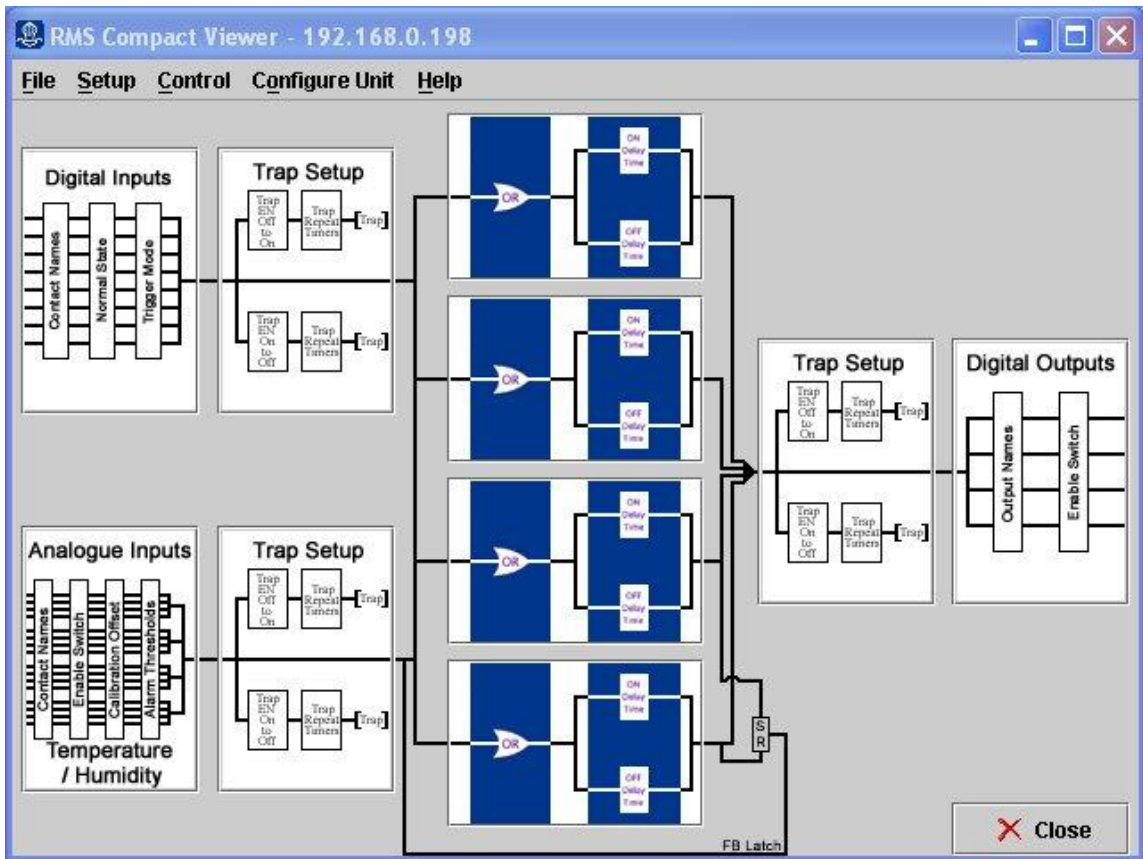 RMS Compact Viewer - 192.168.0.198
File Setup Control Configure Unit Help
Digital Inputs
Contact Names
Normal State
Trigger Mode
Trap Setup
Trap
EN
Off
to
On
Trap
Repeat
Timers
[Trap]
Trap
EN
On
to
Off
Trap
Repeat
Timers
[Trap]
Analogue Inputs
Contact Names
Enable Switch
Calibration Offset
Alarm Thresholds
Temperature
/ Humidity
Trap Setup
Trap
EN
Off
to
On
Trap
Repeat
Timers
[Trap]
Trap
EN
On
to
Off
Trap
Repeat
Timers
[Trap]
OR
ON
Delay
Time
OFF
Delay
Time
OR
ON
Delay
Time
OFF
Delay
Time
OR
ON
Delay
Time
OFF
Delay
Time
OR
ON
Delay
Time
OFF
Delay
Time
S
R
FB Latch
Trap Setup
Trap
EN
Off
to
On
Trap
Repeat
Timers
[Trap]
Trap
EN
On
to
Off
Trap
Repeat
Timers
[Trap]
Digital Outputs
Output Names
Enable Switch
Close